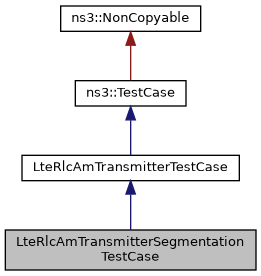 ns3::NonCopyable
ns3::TestCase
LteRlcAmTransmitterTestCase
LteRlcAmTransmitterSegmentation
TestCase